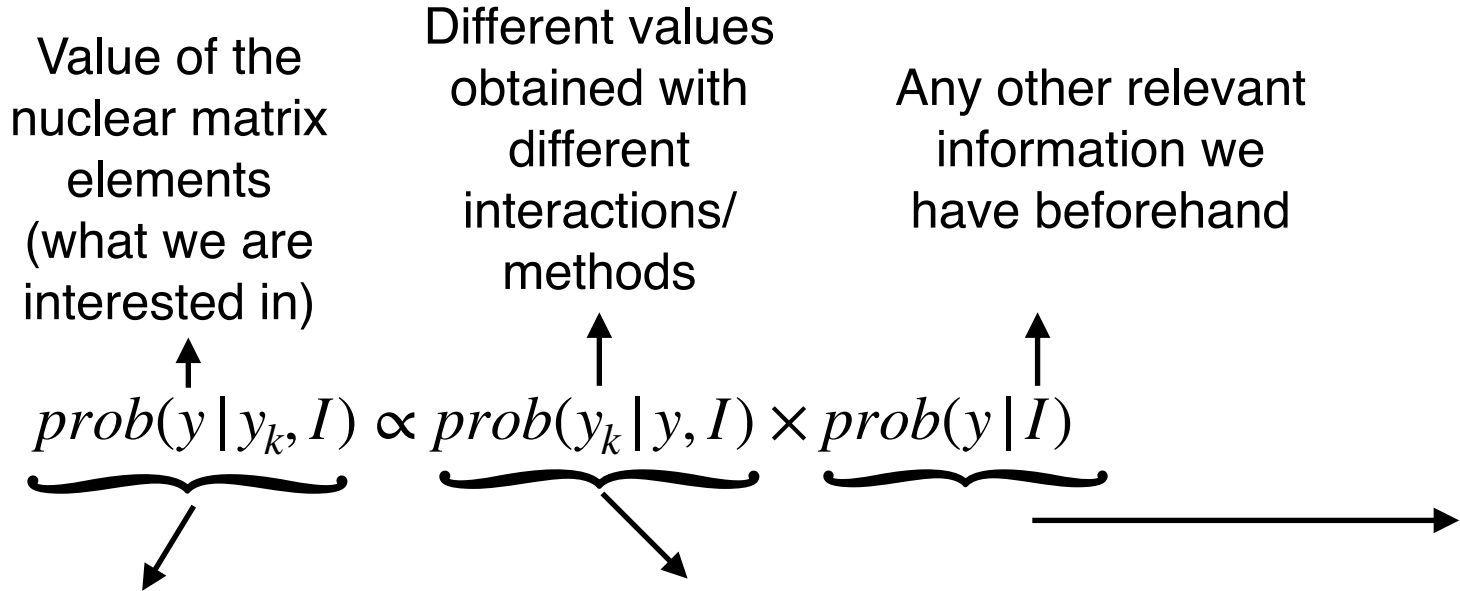 Value of the
nuclear matrix
elements
(what we are
interested in)
Different values
obtained with
different
interactions/
methods
Any other relevant
information we
have beforehand
prob(y | y_k, I) ∝ prob(y_k | y, I) × prob(y | I)